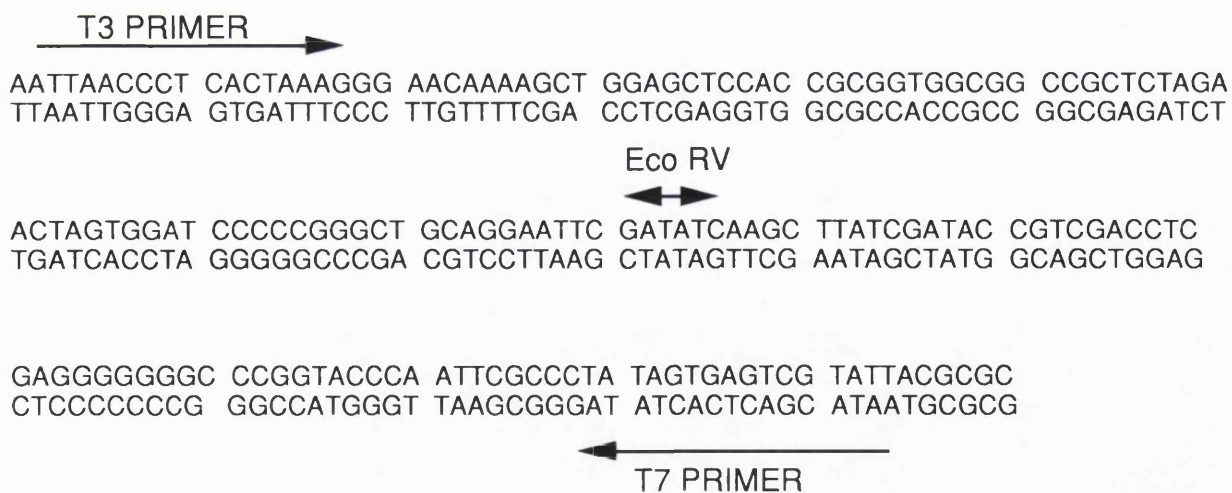 T3 PRIMER
AATTAACCCT CACTAAAGGG AACAAAAGCT GGAGCTCCAC CGCGGTGGCGG CCGCTCTAGA
TTAATTGGGA GTGATTTCCC TTGTTTTCGA CCTCGAGGTG GCGCCACCGCC GGCGAGATCT
Eco RV
ACTAGTGGAT CCCCCGGGCT GCAGGAATTC GATATCAAGC TTATCGATAC CGTCGACCTC
TGATCACCTA GGGGGCCCGA CGTCCTTAAG CTATAGTTCG AATAGCTATG GCAGCTGGAG
GAGGGGGGGC CCGGTACCCA ATTCGCCCTA TAGTGAGTCG TATTACGCGC
CTCCCCCCCG GGCCATGGGT TAAGCGGGAT ATCACTCAGC ATAATGCGCG
T7 PRIMER